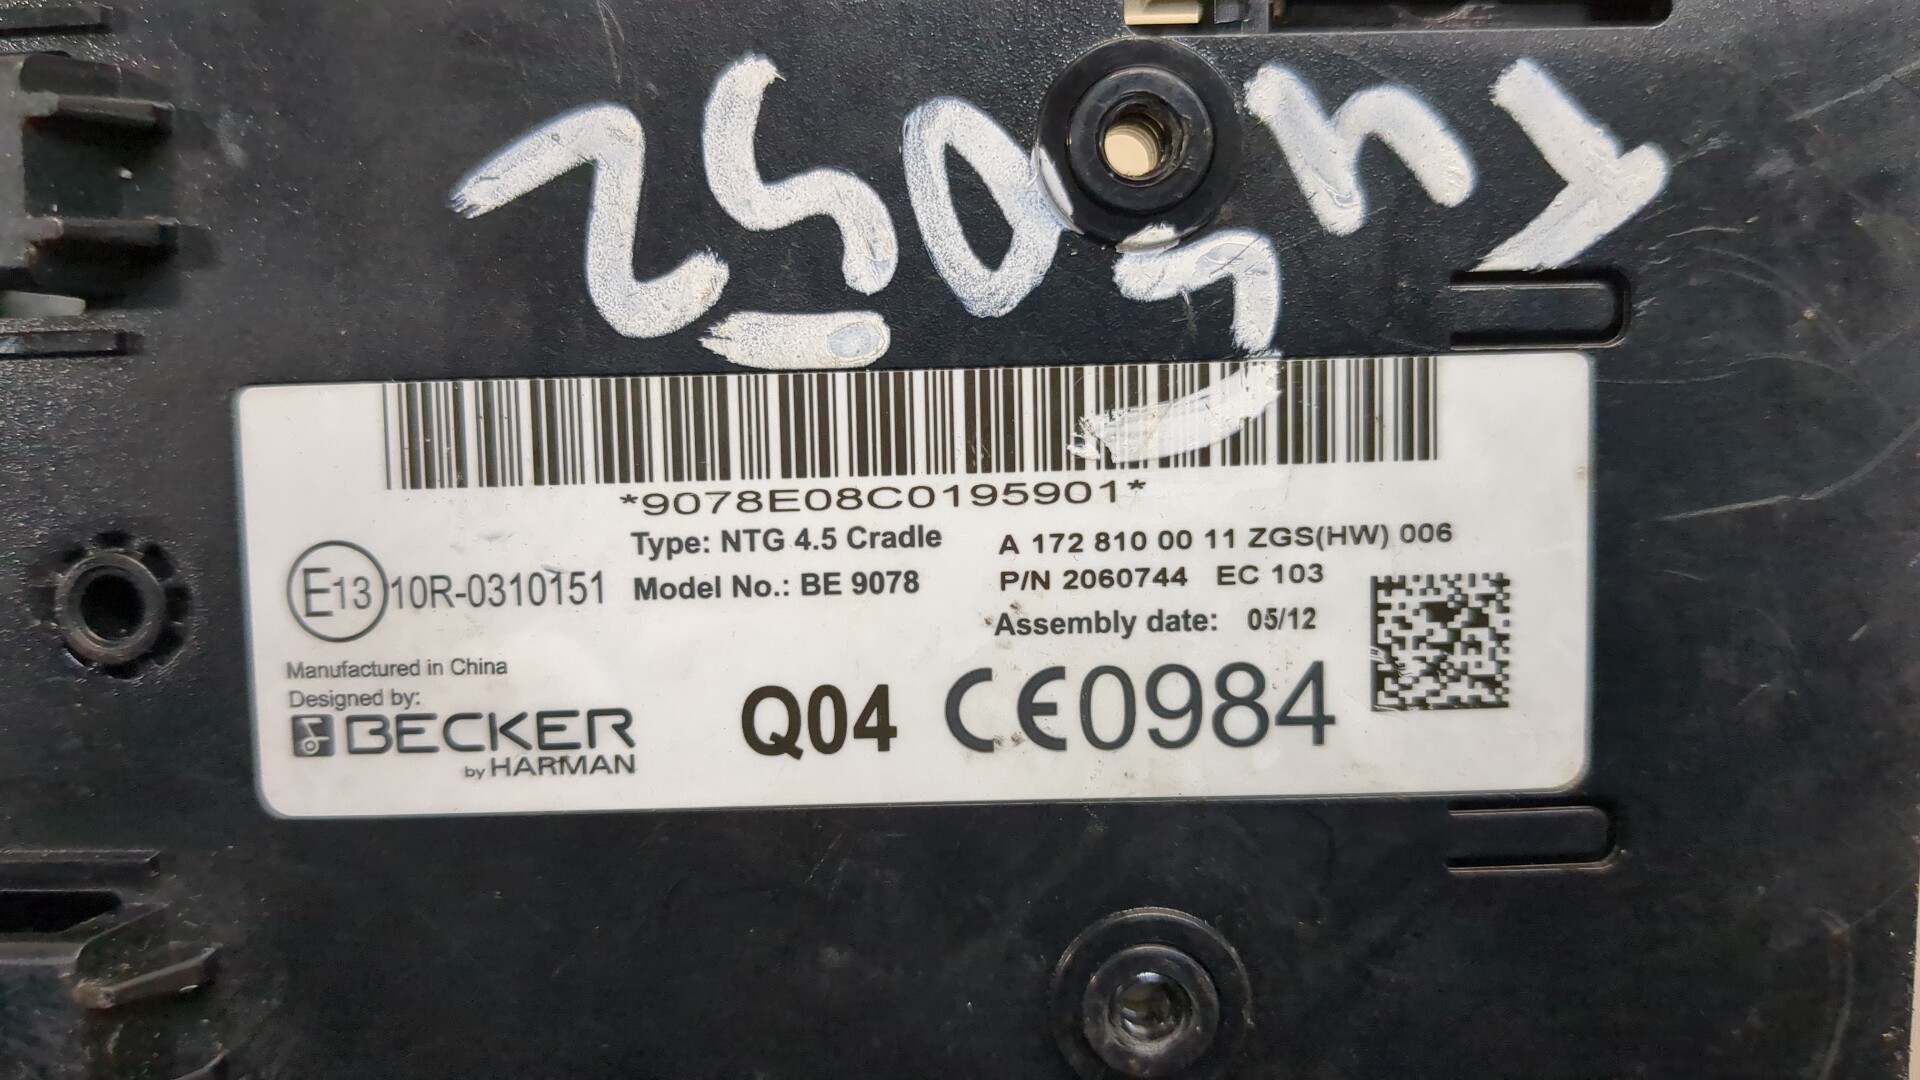 *9078E08C0195901*
Type: NTG 4.5 Cradle
A 172 810 00 11 ZGS(HW) 006
E13 10R-0310151
Model No.: BE 9078
P/N 2060744 EC 103
Assembly date: 05/12
Manufactured in China
Designed by:
BECKER
by HARMAN
Q04
CE0984